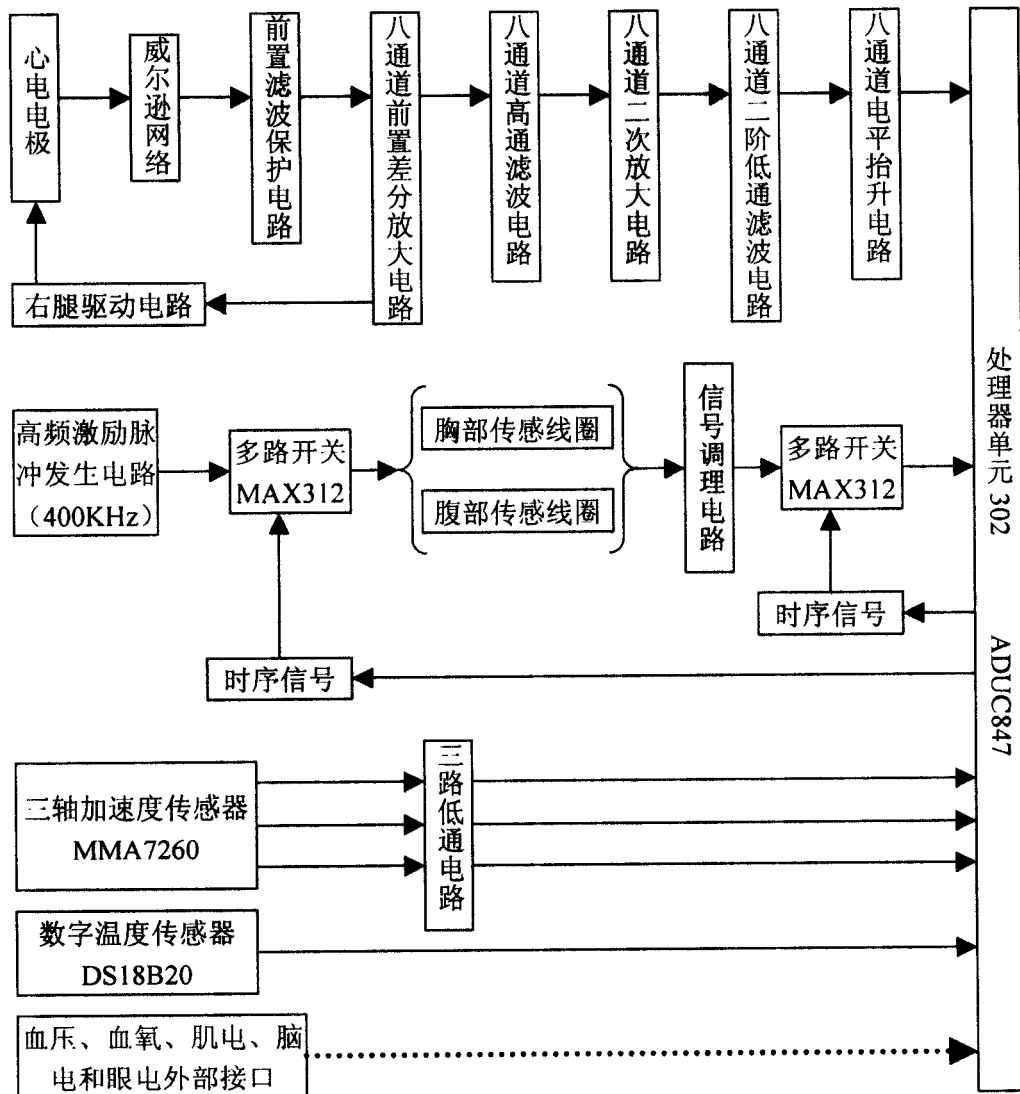 心电电极
威尔逊网络
前置滤波保护电路
八通道前置差分放大电路
八通道高通滤波电路
八通道二次放大电路
八通道二阶低通滤波电路
八通道电平抬升电路
右腿驱动电路
处理器单元 302 ADUC847
高频激励脉
冲发生电路
（400KHz）
多路开关
MAX312
胸部传感线圈
腹部传感线圈
信号调理电路
多路开关
MAX312
时序信号
时序信号
三轴加速度传感器
MMA7260
三路低通电路
数字温度传感器
DS18B20
血压、血氧、肌电、脑
电和眼电外部接口